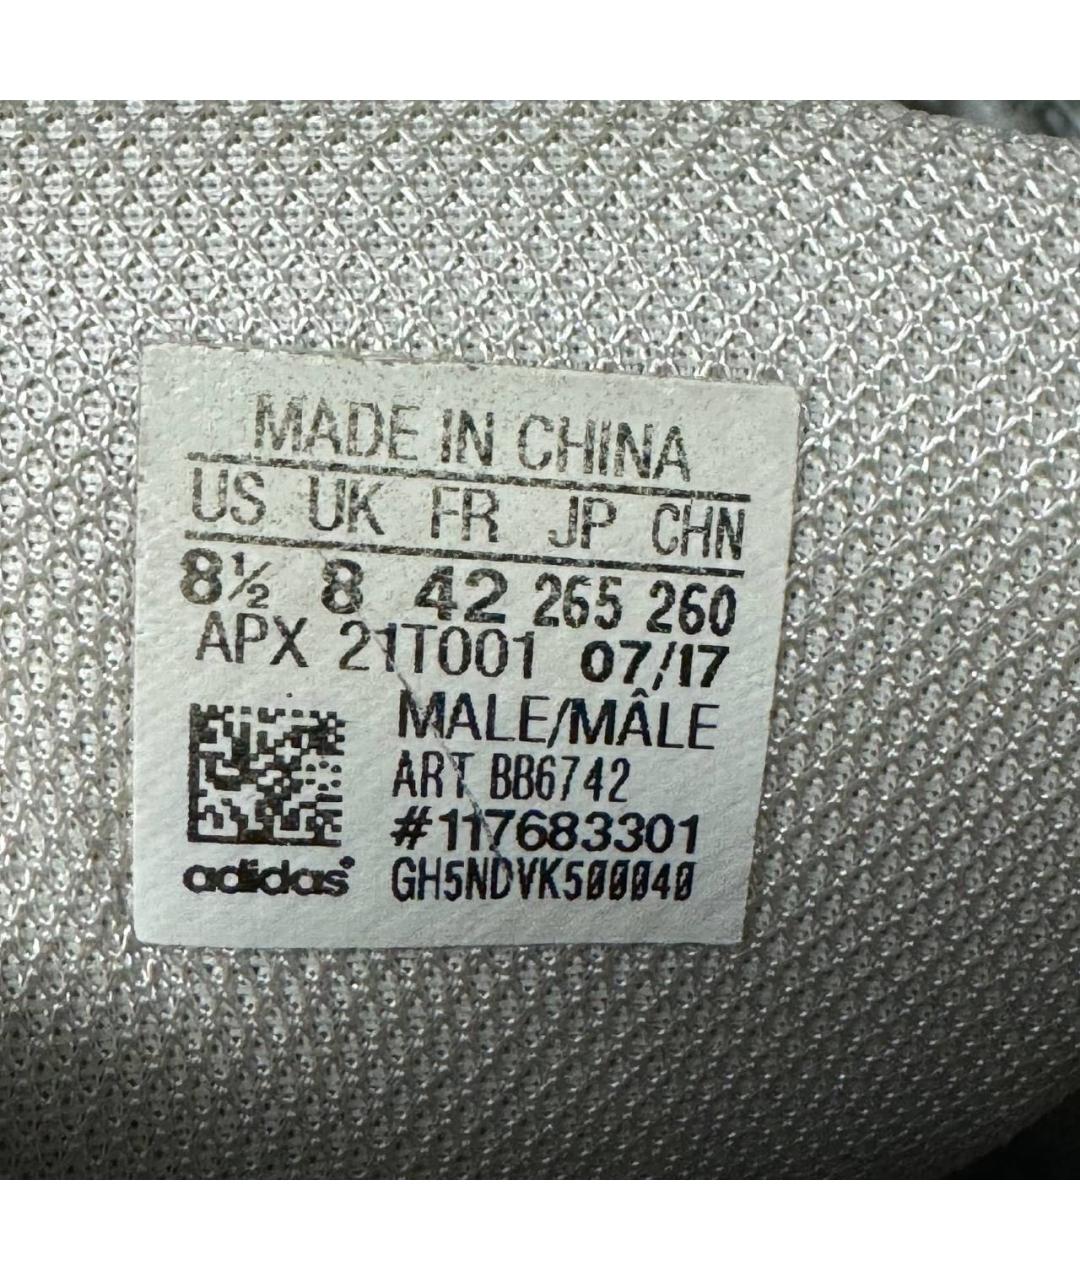 MADE IN CHINA
US UK FR JP CHN
8½ 8 42 265 260
APX 21T001 07/17
MALE/MÂLE
ART BB6742
#117683301
adidas®
GH5NDVK500040